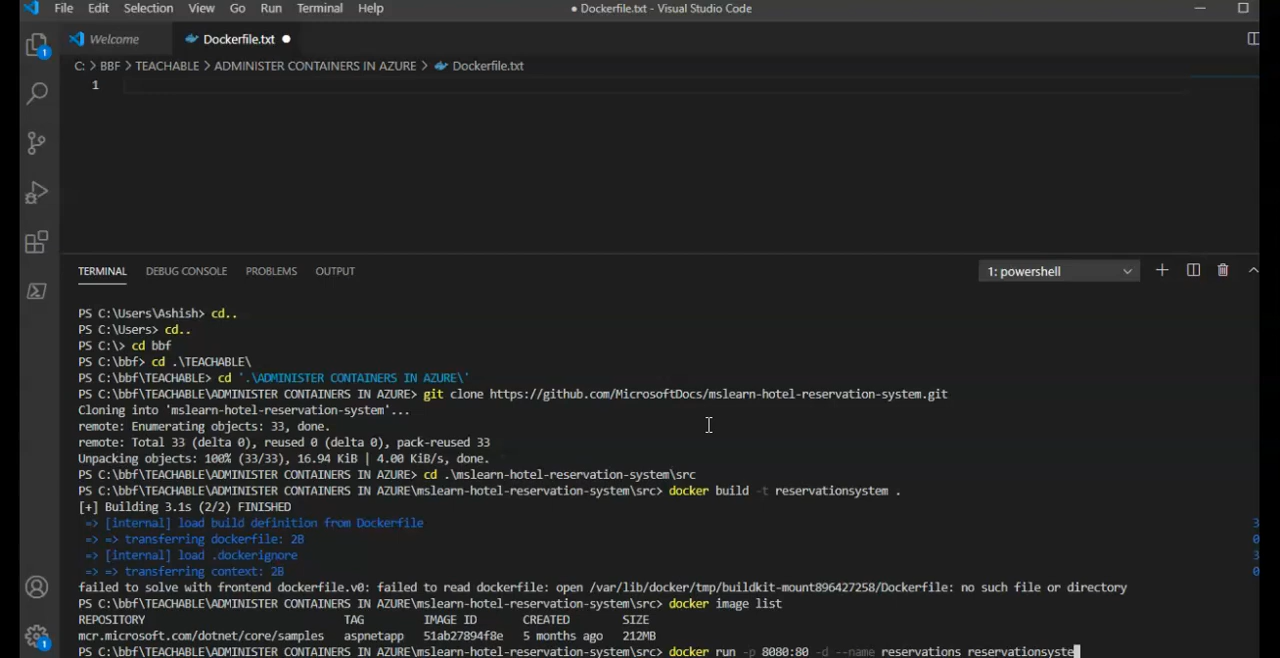 File Edit Selection View Go Run Terminal Help ● Dockerfile.txt - Visual Studio Code
Welcome Dockerfile.txt ●
C: > BBF > TEACHABLE > ADMINISTER CONTAINERS IN AZURE > Dockerfile.txt
1
1
TERMINAL DEBUG CONSOLE PROBLEMS OUTPUT 1: powershell
PS C:\Users\Ashish> cd..
PS C:\Users> cd..
PS C:\> cd bbf
PS C:\bbf> cd .\TEACHABLE\
PS C:\bbf\TEACHABLE> cd '.\ADMINISTER CONTAINERS IN AZURE\'
PS C:\bbf\TEACHABLE\ADMINISTER CONTAINERS IN AZURE> git clone https://github.com/MicrosoftDocs/mslearn-hotel-reservation-system.git
Cloning into 'mslearn-hotel-reservation-system'...
remote: Enumerating objects: 33, done.
remote: Total 33 (delta 0), reused 0 (delta 0), pack-reused 33
Unpacking objects: 100% (33/33), 16.94 KiB | 4.00 KiB/s, done.
PS C:\bbf\TEACHABLE\ADMINISTER CONTAINERS IN AZURE> cd .\mslearn-hotel-reservation-system\src
PS C:\bbf\TEACHABLE\ADMINISTER CONTAINERS IN AZURE\mslearn-hotel-reservation-system\src> docker build -t reservationsystem .
[+] Building 3.1s (2/2) FINISHED
=> [internal] load build definition from Dockerfile 3
=> => transferring dockerfile: 2B 0
=> [internal] load .dockerignore 3
=> => transferring context: 2B 0
failed to solve with frontend dockerfile.v0: failed to read dockerfile: open /var/lib/docker/tmp/buildkit-mount896427258/Dockerfile: no such file or directory
PS C:\bbf\TEACHABLE\ADMINISTER CONTAINERS IN AZURE\mslearn-hotel-reservation-system\src> docker image list
REPOSITORY TAG IMAGE ID CREATED SIZE
mcr.microsoft.com/dotnet/core/samples aspnetapp 51ab27894f8e 5 months ago 212MB
PS C:\bbf\TEACHABLE\ADMINISTER CONTAINERS IN AZURE\mslearn-hotel-reservation-system\src> docker run -p 8080:80 -d --name reservations reservationsyste
1